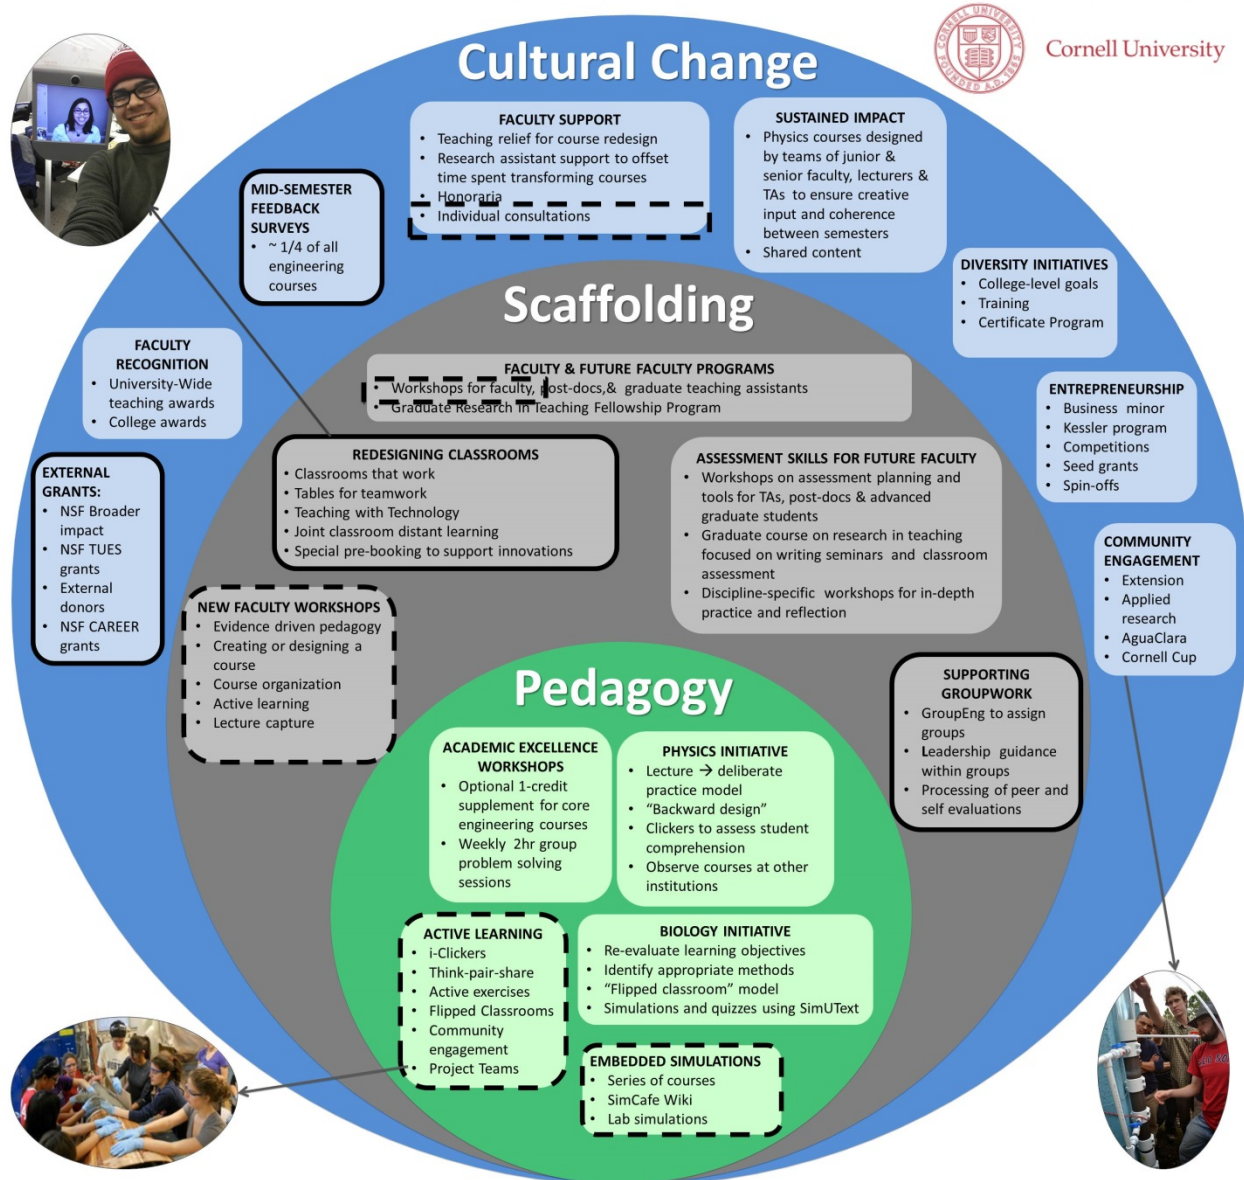 Cornell University
CORNELL UNIVERSITY
FOUNDED A.D. 1865
Cultural Change
FACULTY SUPPORT
• Teaching relief for course redesign
• Research assistant support to offset
time spent transforming courses
• Honoraria
• Individual consultations
SUSTAINED IMPACT
• Physics courses designed
by teams of junior &
senior faculty, lecturers &
TAs to ensure creative
input and coherence
between semesters
• Shared content
MID-SEMESTER
FEEDBACK
SURVEYS
• ~ 1/4 of all
engineering
courses
DIVERSITY INITIATIVES
• College-level goals
• Training
• Certificate Program
FACULTY
RECOGNITION
• University-Wide
teaching awards
• College awards
ENTREPRENEURSHIP
• Business minor
• Kessler program
• Competitions
• Seed grants
• Spin-offs
EXTERNAL
GRANTS:
• NSF Broader
impact
• NSF TUES
grants
• External
donors
• NSF CAREER
grants
COMMUNITY
ENGAGEMENT
• Extension
• Applied
research
• AguaClara
• Cornell Cup
Scaffolding
FACULTY & FUTURE FACULTY PROGRAMS
• Workshops for faculty, post-docs,& graduate teaching assistants
• Graduate Research in Teaching Fellowship Program
REDESIGNING CLASSROOMS
• Classrooms that work
• Tables for teamwork
• Teaching with Technology
• Joint classroom distant learning
• Special pre-booking to support innovations
ASSESSMENT SKILLS FOR FUTURE FACULTY
• Workshops on assessment planning and
tools for TAs, post-docs & advanced
graduate students
• Graduate course on research in teaching
focused on writing seminars and classroom
assessment
• Discipline-specific workshops for in-depth
practice and reflection
NEW FACULTY WORKSHOPS
• Evidence driven pedagogy
• Creating or designing a
course
• Course organization
• Active learning
• Lecture capture
SUPPORTING
GROUPWORK
• GroupEng to assign
groups
• Leadership guidance
within groups
• Processing of peer and
self evaluations
Pedagogy
ACADEMIC EXCELLENCE
WORKSHOPS
• Optional 1-credit
supplement for core
engineering courses
• Weekly 2hr group
problem solving
sessions
PHYSICS INITIATIVE
• Lecture → deliberate
practice model
• “Backward design”
• Clickers to assess student
comprehension
• Observe courses at other
institutions
ACTIVE LEARNING
• i-Clickers
• Think-pair-share
• Active exercises
• Flipped Classrooms
• Community
engagement
• Project Teams
BIOLOGY INITIATIVE
• Re-evaluate learning objectives
• Identify appropriate methods
• “Flipped classroom” model
• Simulations and quizzes using SimUText
EMBEDDED SIMULATIONS
• Series of courses
• SimCafe Wiki
• Lab simulations